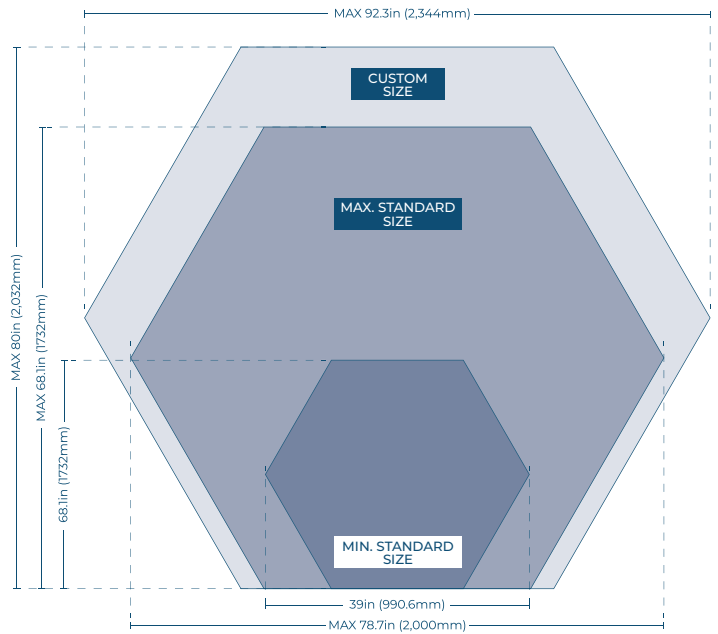 MAX 92.3in (2,344mm)
CUSTOM
SIZE
MAX. STANDARD
SIZE
MAX 80in (2,032mm)
MAX 68.1in (1732mm)
68.1in (1732mm)
MIN. STANDARD
SIZE
39in (990.6mm)
MAX 78.7in (2,000mm)